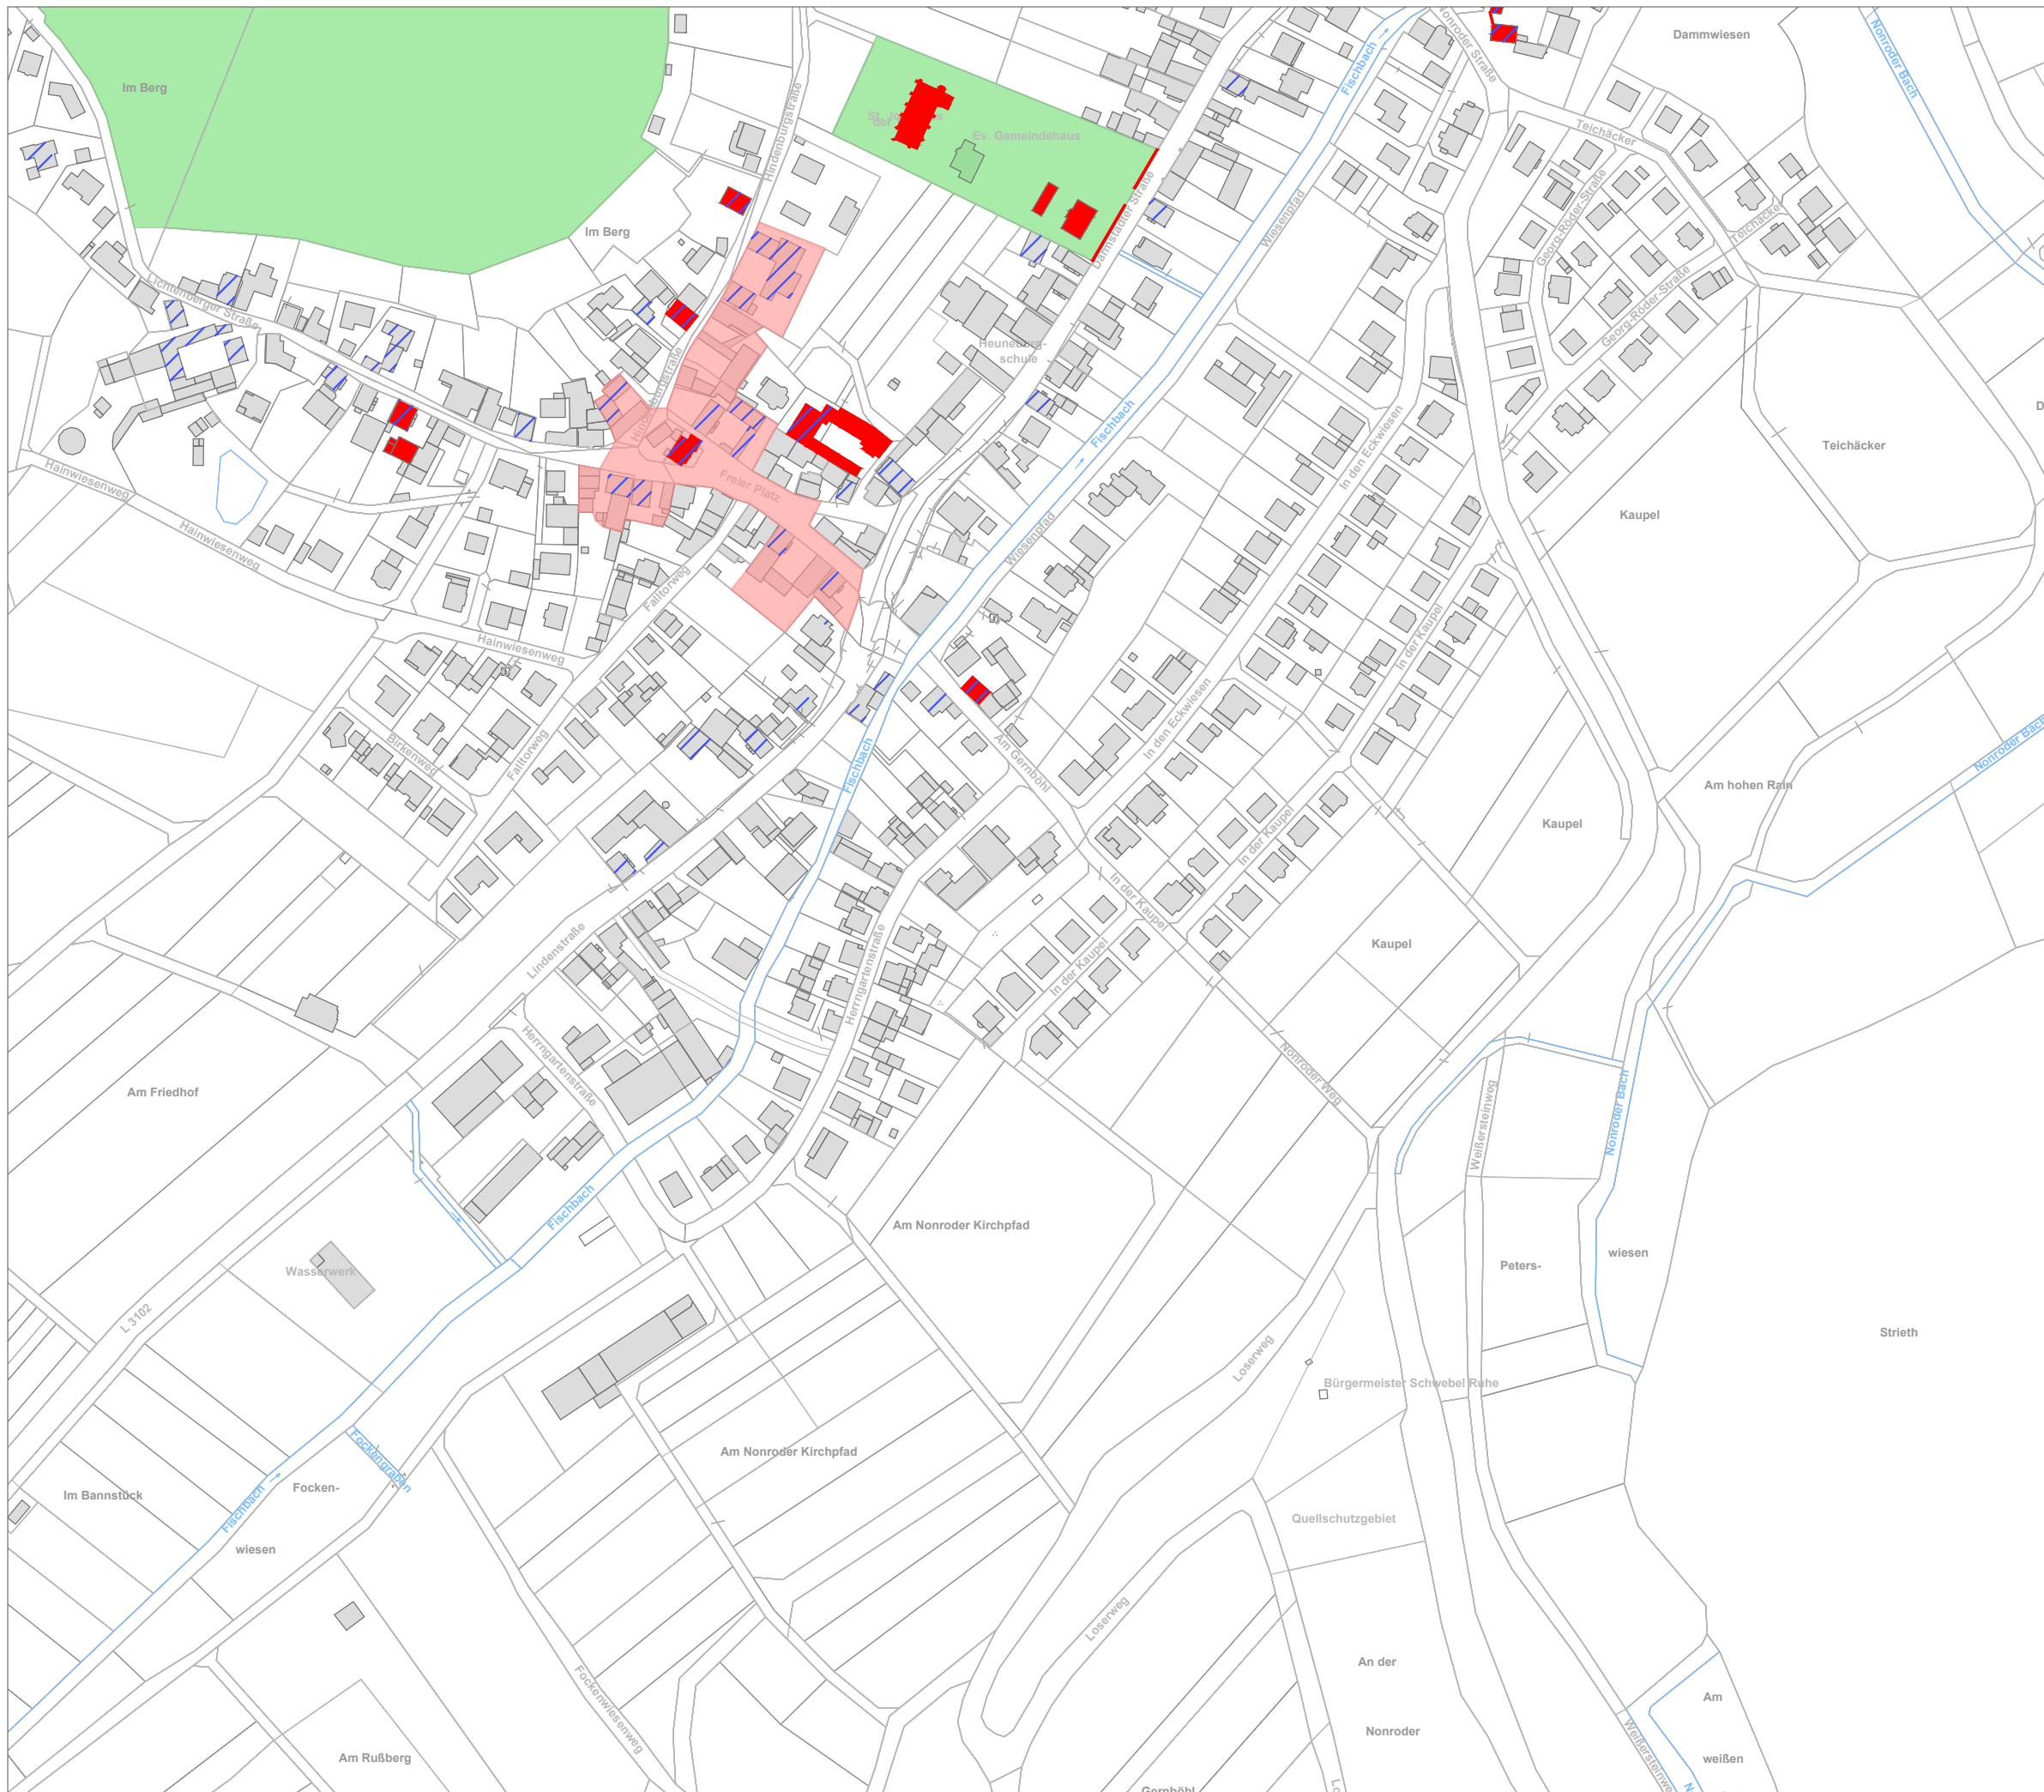 Nonroder Straße
Dammwiesen
Nonroder Bach
Im Berg
Fischbach
Hindenburgstraße
Ev. Gemeindehaus
Teichäcker
Darmstädter Straße
Wiesenpfad
Georg-Röder-Straße
Teichäcker
Im Berg
Lichtenberger Straße
Georg-Röder-Straße
Heuneburg-
schule
Hindenburgstraße
Fischbach
In den Eckwiesen
Teichäcker
Hainwiesenweg
Freier Platz
Kaupel
Hainwiesenweg
Wiesenpfad
Falltorweg
In der Kaupel
Hainwiesenweg
In den Eckwiesen
Birkenweg
Falltorweg
Fischbach
Am Gernböhl
Nonroder Bach
Am hohen Rain
Kaupel
In der Kaupel
In der Kaupel
Kaupel
Lindenstraße
Herrngartenstraße
In der Kaupel
Herrngartenstraße
Nonroder Weg
Am Friedhof
Weißersteinweg
Nonroder Bach
Fischbach
Am Nonroder Kirchpfad
wiesen
Peters-
Wasserwerk
L 3102
Strieth
Loserweg
Bürgermeister Schwebel Ruhe
Am Nonroder Kirchpfad
Fockengraben
Focken-
Im Bannstück
Fischbach
Quellschutzgebiet
wiesen
Loserweg
An der
Fockenwiesenweg
Am
Nonroder
Weißersteinwe
Am Rußberg
weißen
Gernböhl